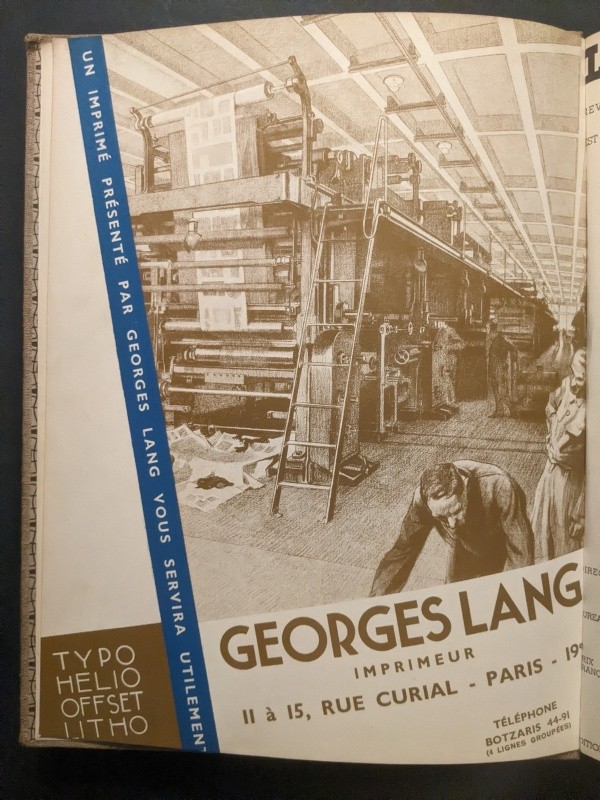 UN IMPRIMÉ PRÉSENTÉ PAR GEORGES LANG VOUS SERVIRA UTILEMENT
TYPO
HELIO
OFFSET
LITHO
GEORGES LANG
IMPRIMEUR
11 à 15, RUE CURIAL - PARIS - 19e
TÉLÉPHONE
BOTZARIS 44-91
(4 LIGNES GROUPÉES)